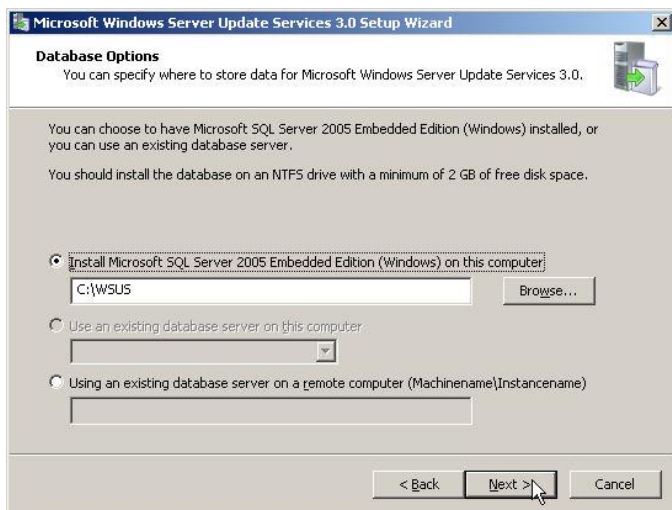 Microsoft Windows Server Update Services 3.0 Setup Wizard
Database Options
You can specify where to store data for Microsoft Windows Server Update Services 3.0.
You can choose to have Microsoft SQL Server 2005 Embedded Edition (Windows) installed, or
you can use an existing database server.
You should install the database on an NTFS drive with a minimum of 2 GB of free disk space.
Install Microsoft SQL Server 2005 Embedded Edition (Windows) on this computer
C:\WSUS
Browse...
Use an existing database server on this computer
Using an existing database server on a remote computer (Machinename\Instancename)
< Back
Next >
Cancel